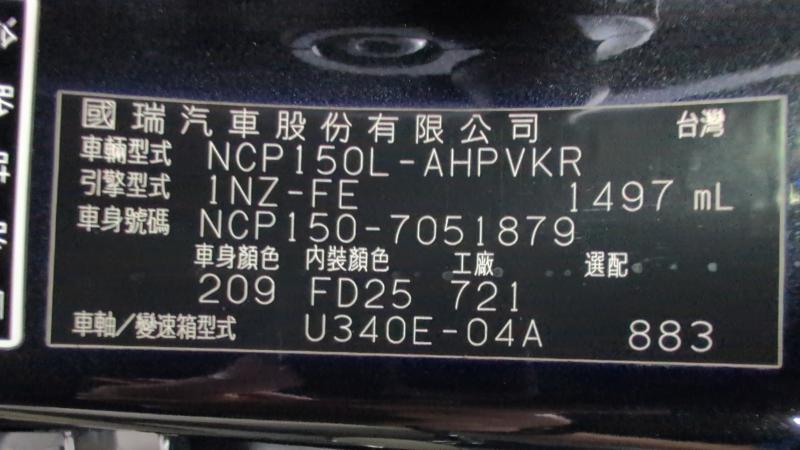 國瑞汽車股份有限公司 台灣
車輛型式 NCP150L-AHPVKR
引擎型式 1NZ-FE 1497 mL
車身號碼 NCP150-7051879
車身顏色 內裝顏色 工廠 選配
209 FD25 721
車軸/變速箱型式 U340E-04A 883